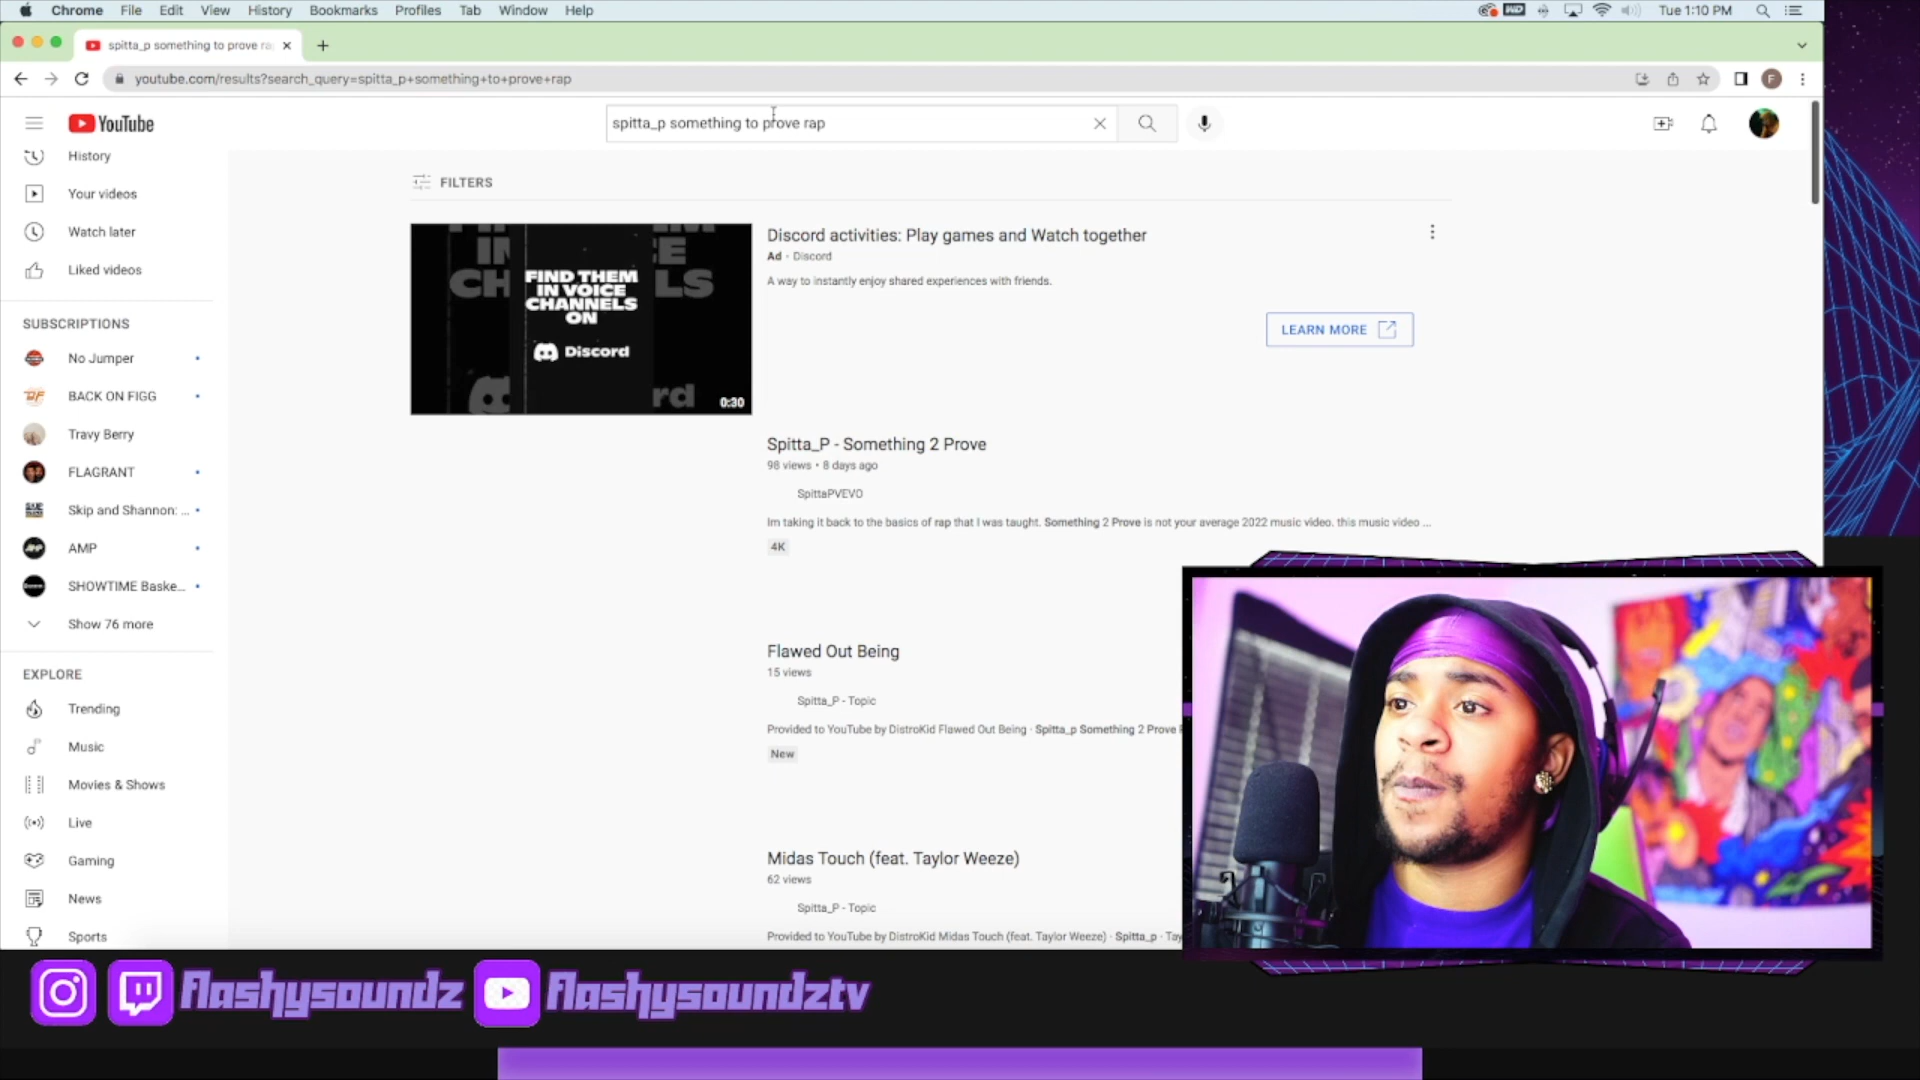 Chrome File Edit View History Bookmarks Profiles Tab Window Help
Tue 1:10 PM
spitta_p something to prove ra
youtube.com/results?search_query=spitta_p+something+to+prove+rap
F
YouTube
spitta_p something to prove rap
History
Your videos
Watch later
Liked videos
SUBSCRIPTIONS
No Jumper
BACK ON FIGG
Travy Berry
FLAGRANT
Skip and Shannon: ...
AMP
SHOWTIME Baske...
Show 76 more
EXPLORE
Trending
Music
Movies & Shows
Live
Gaming
News
Sports
FILTERS
FIND THEM
IN VOICE
CHANNELS
ON
Discord
0:30
Discord activities: Play games and Watch together
Ad · Discord
A way to instantly enjoy shared experiences with friends.
LEARN MORE
Spitta_P - Something 2 Prove
98 views • 8 days ago
SpittaPVEVO
Im taking it back to the basics of rap that I was taught. Something 2 Prove is not your average 2022 music video. this music video ...
4K
Flawed Out Being
15 views
Spitta_P - Topic
Provided to YouTube by DistroKid Flawed Out Being · Spitta_p Something 2 Prove
New
Midas Touch (feat. Taylor Weeze)
62 views
Spitta_P - Topic
Provided to YouTube by DistroKid Midas Touch (feat. Taylor Weeze) · Spitta_p · Tay
flashysoundz
flashysoundztv